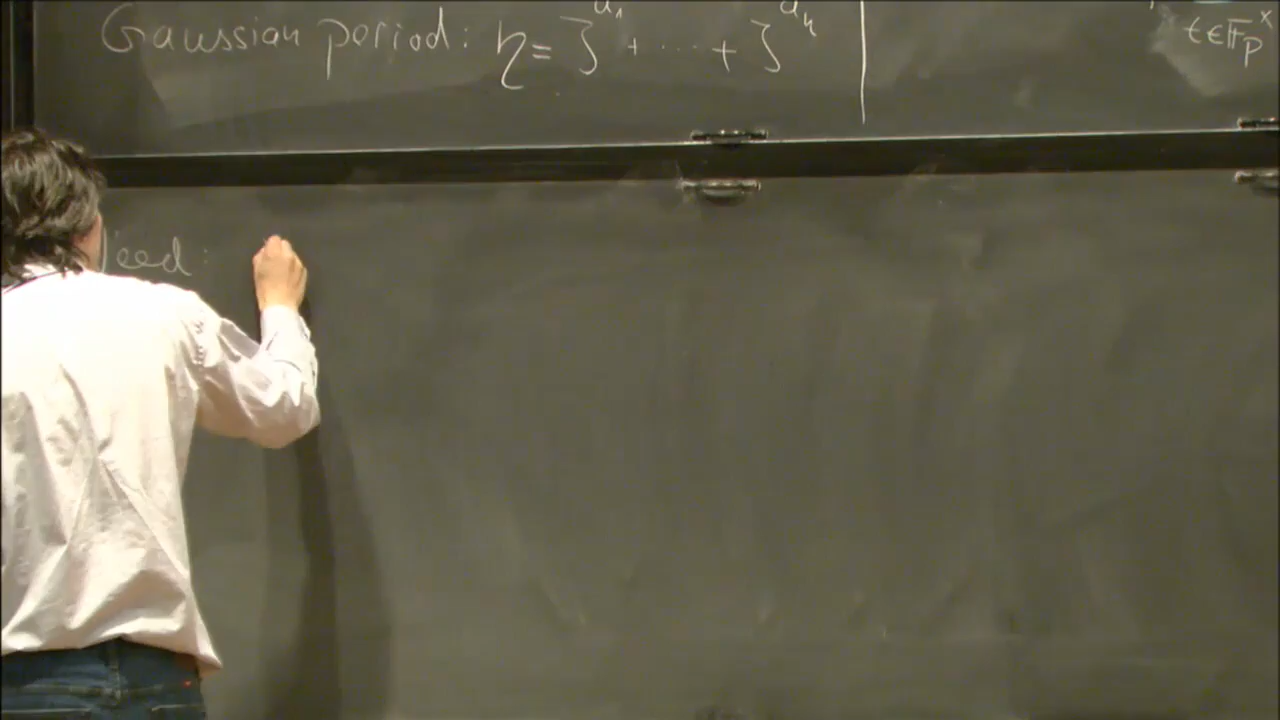 Gaussian period: η = ζ^{a_1} + ⋯ + ζ^{a_n}
t∈𝔽_p^×
eed: